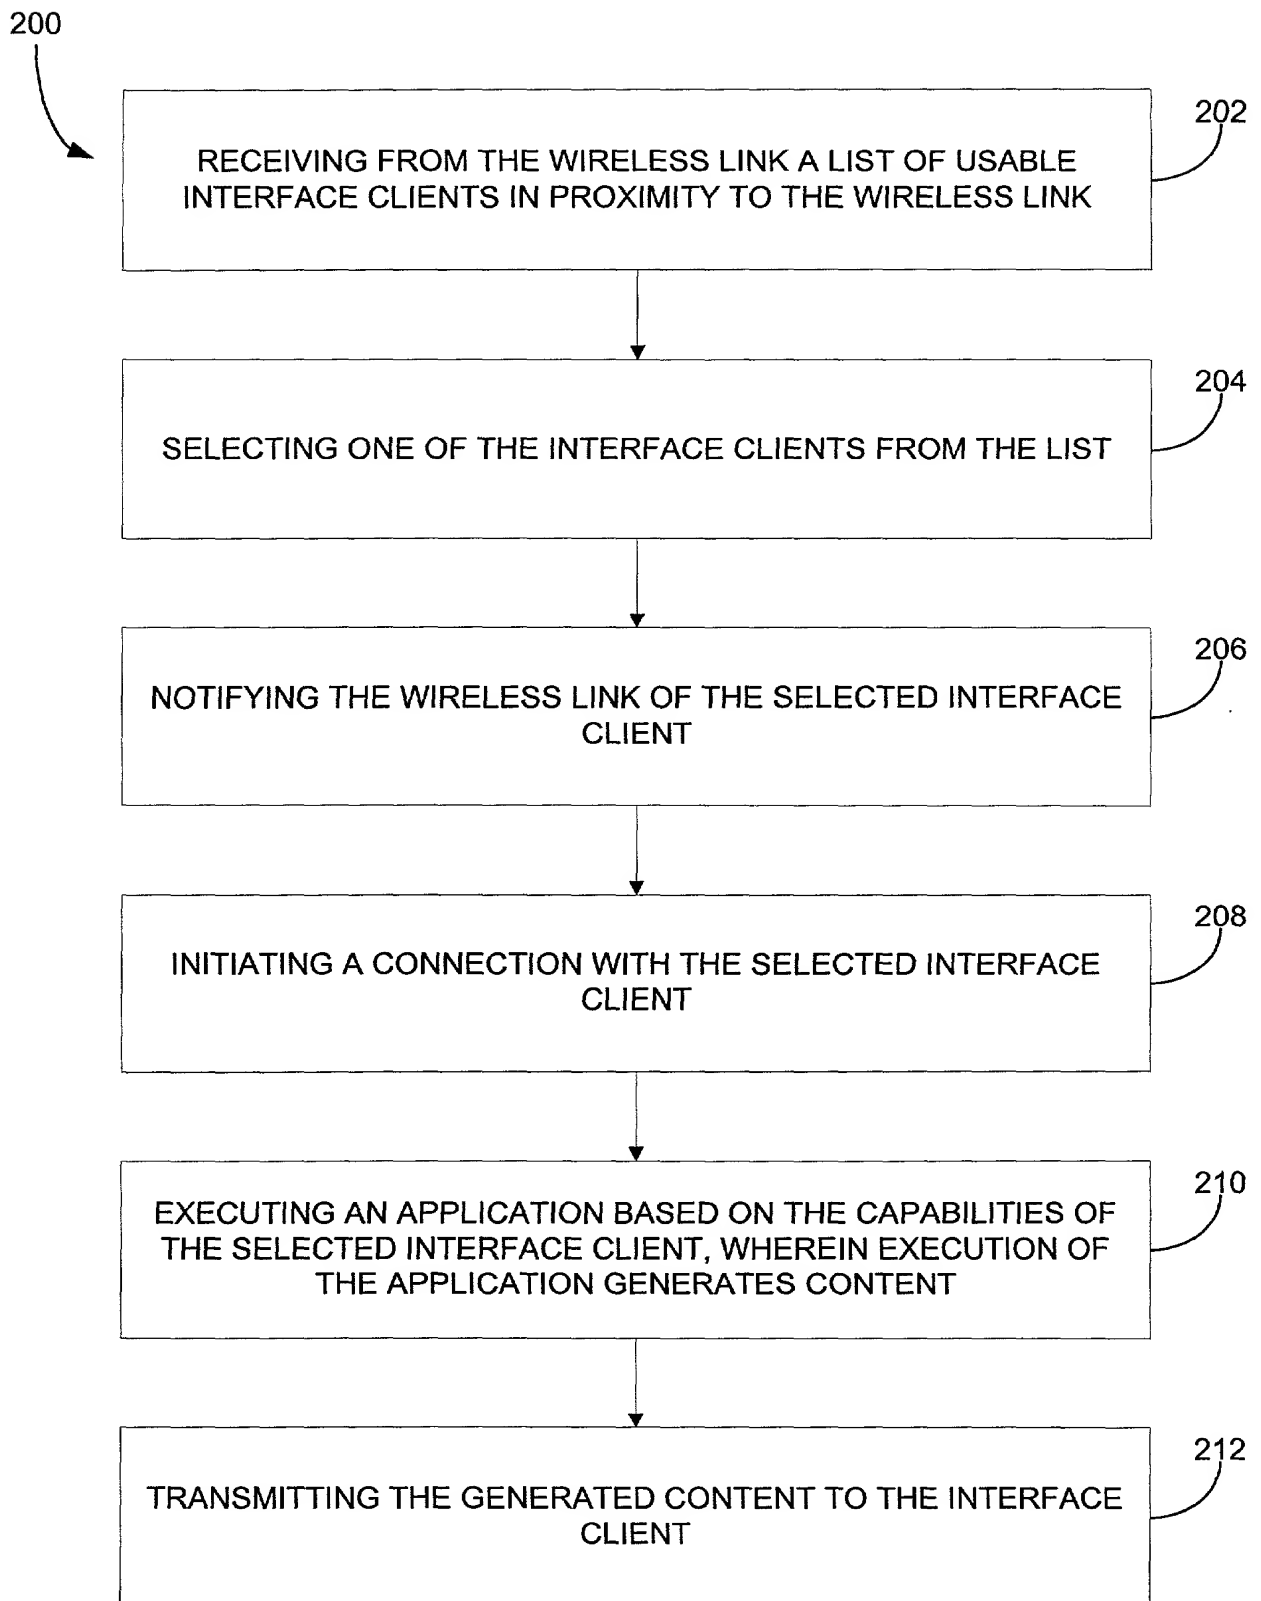 200
202
RECEIVING FROM THE WIRELESS LINK A LIST OF USABLE
INTERFACE CLIENTS IN PROXIMITY TO THE WIRELESS LINK
204
SELECTING ONE OF THE INTERFACE CLIENTS FROM THE LIST
206
NOTIFYING THE WIRELESS LINK OF THE SELECTED INTERFACE
CLIENT
208
INITIATING A CONNECTION WITH THE SELECTED INTERFACE
CLIENT
210
EXECUTING AN APPLICATION BASED ON THE CAPABILITIES OF
THE SELECTED INTERFACE CLIENT, WHEREIN EXECUTION OF
THE APPLICATION GENERATES CONTENT
212
TRANSMITTING THE GENERATED CONTENT TO THE INTERFACE
CLIENT